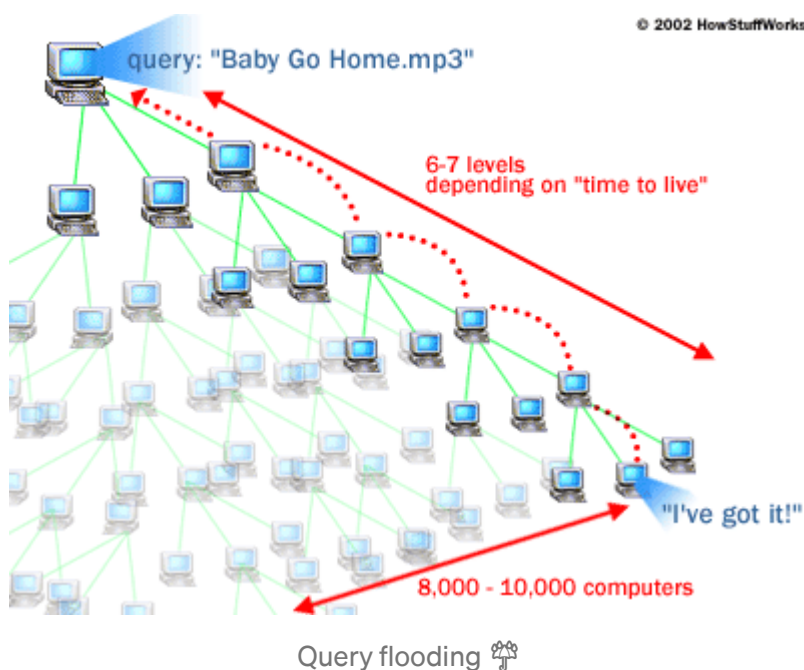 © 2002 HowStuffWorks
query: "Baby Go Home.mp3"
6-7 levels
depending on "time to live"
"I've got it!"
8,000 - 10,000 computers
Query flooding